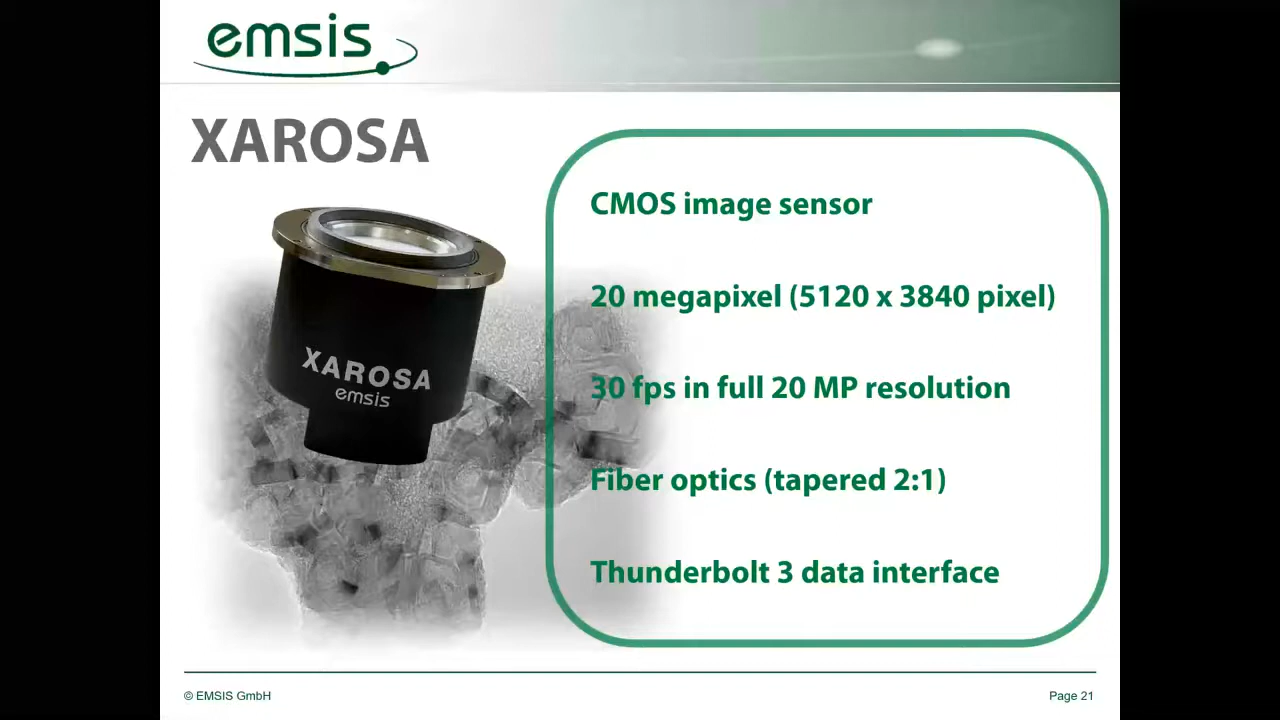 emsis
XAROSA
CMOS image sensor
20 megapixel (5120 x 3840 pixel)
30 fps in full 20 MP resolution
Fiber optics (tapered 2:1)
Thunderbolt 3 data interface
XAROSA
emsis
© EMSIS GmbH
Page 21